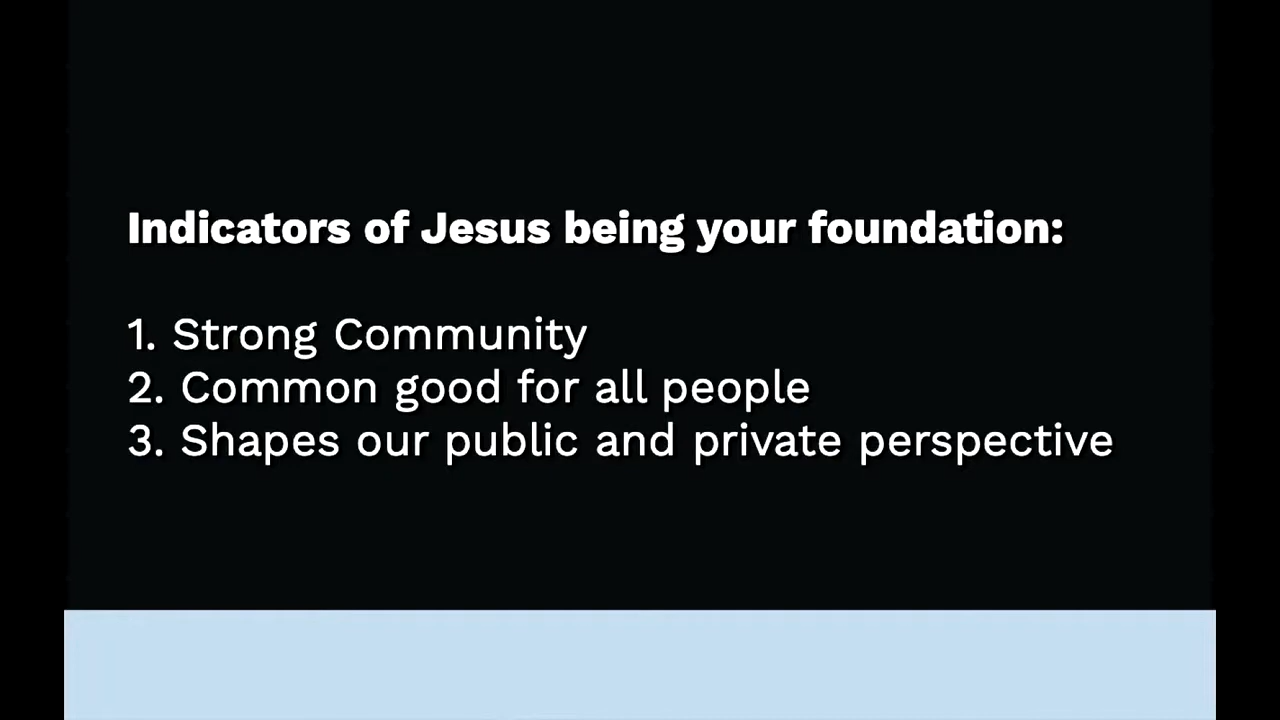 Indicators of Jesus being your foundation:
1. Strong Community
2. Common good for all people
3. Shapes our public and private perspective